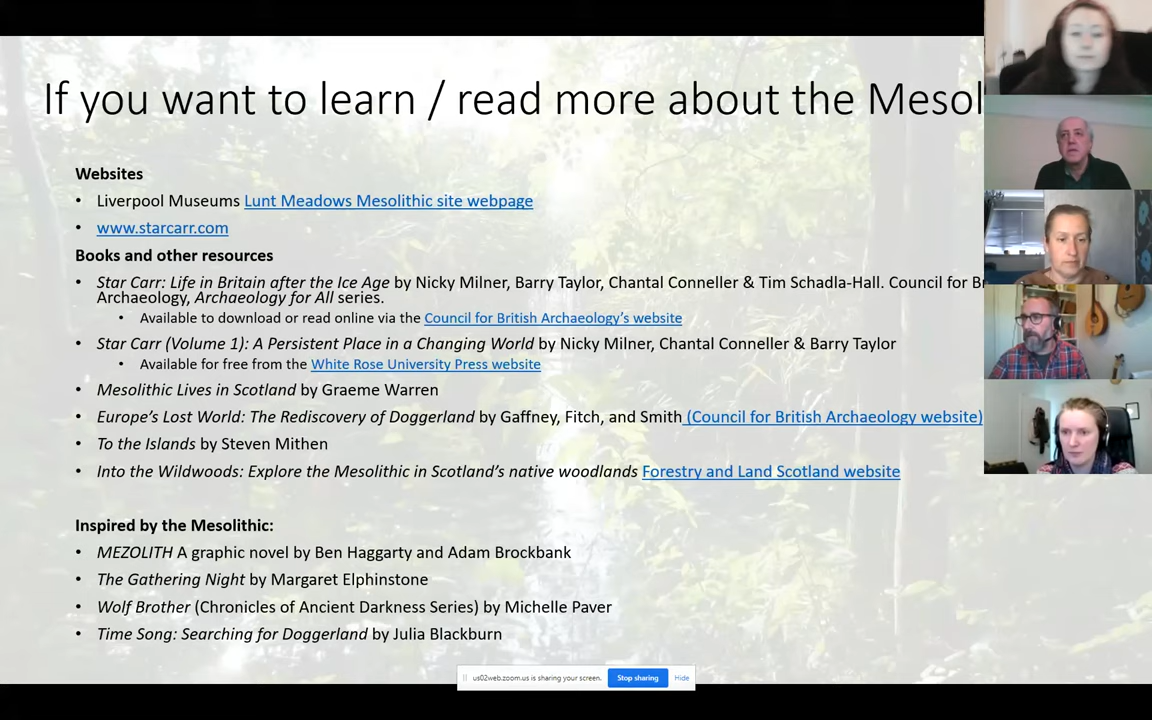 If you want to learn / read more about the Mesol
Websites
• Liverpool Museums Lunt Meadows Mesolithic site webpage
• www.starcarr.com
Books and other resources
• Star Carr: Life in Britain after the Ice Age by Nicky Milner, Barry Taylor, Chantal Conneller & Tim Schadla-Hall. Council for Br
Archaeology, Archaeology for All series.
• Available to download or read online via the Council for British Archaeology's website
• Star Carr (Volume 1): A Persistent Place in a Changing World by Nicky Milner, Chantal Conneller & Barry Taylor
• Available for free from the White Rose University Press website
• Mesolithic Lives in Scotland by Graeme Warren
• Europe's Lost World: The Rediscovery of Doggerland by Gaffney, Fitch, and Smith (Council for British Archaeology website)
• To the Islands by Steven Mithen
• Into the Wildwoods: Explore the Mesolithic in Scotland's native woodlands Forestry and Land Scotland website
Inspired by the Mesolithic:
• MEZOLITH A graphic novel by Ben Haggarty and Adam Brockbank
• The Gathering Night by Margaret Elphinstone
• Wolf Brother (Chronicles of Ancient Darkness Series) by Michelle Paver
• Time Song: Searching for Doggerland by Julia Blackburn
us02web.zoom.us is sharing your screen. Stop sharing Hide